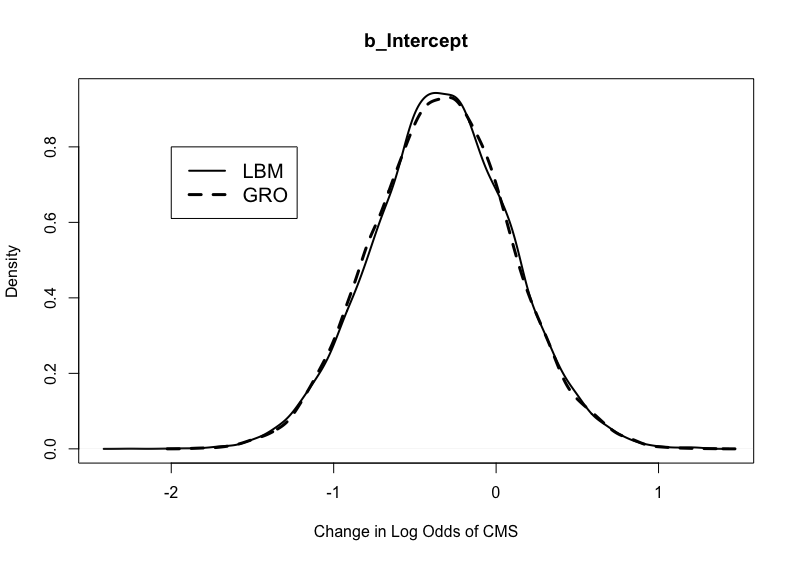 b_Intercept
LBM
GRO
Density
0.0
0.2
0.4
0.6
0.8
-2
-1
0
1
Change in Log Odds of CMS